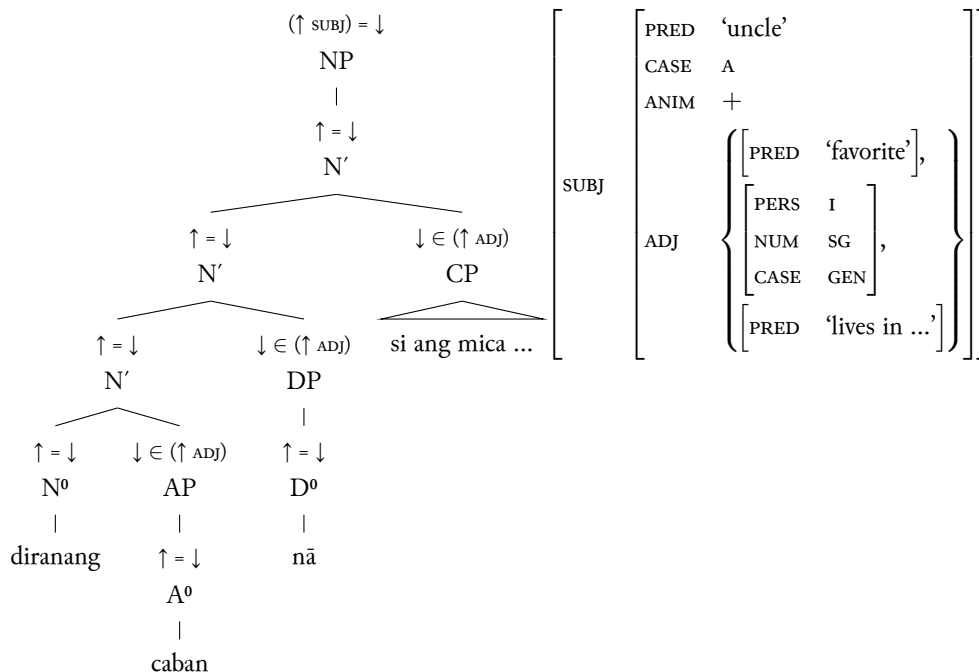 (↑ SUBJ) = ↓
NP
↑ = ↓
N′
↑ = ↓ ↓ ∈ (↑ ADJ)
N′ CP
↑ = ↓ ↓ ∈ (↑ ADJ) si ang mica ...
N′ DP
↑ = ↓ ↓ ∈ (↑ ADJ) ↑ = ↓
N⁰ AP D⁰
diranang ↑ = ↓ nā
A⁰
caban
SUBJ
PRED ‘uncle’
CASE A
ANIM +
ADJ
PRED ‘favorite’ ,
PERS I
NUM SG ,
CASE GEN
PRED ‘lives in ...’